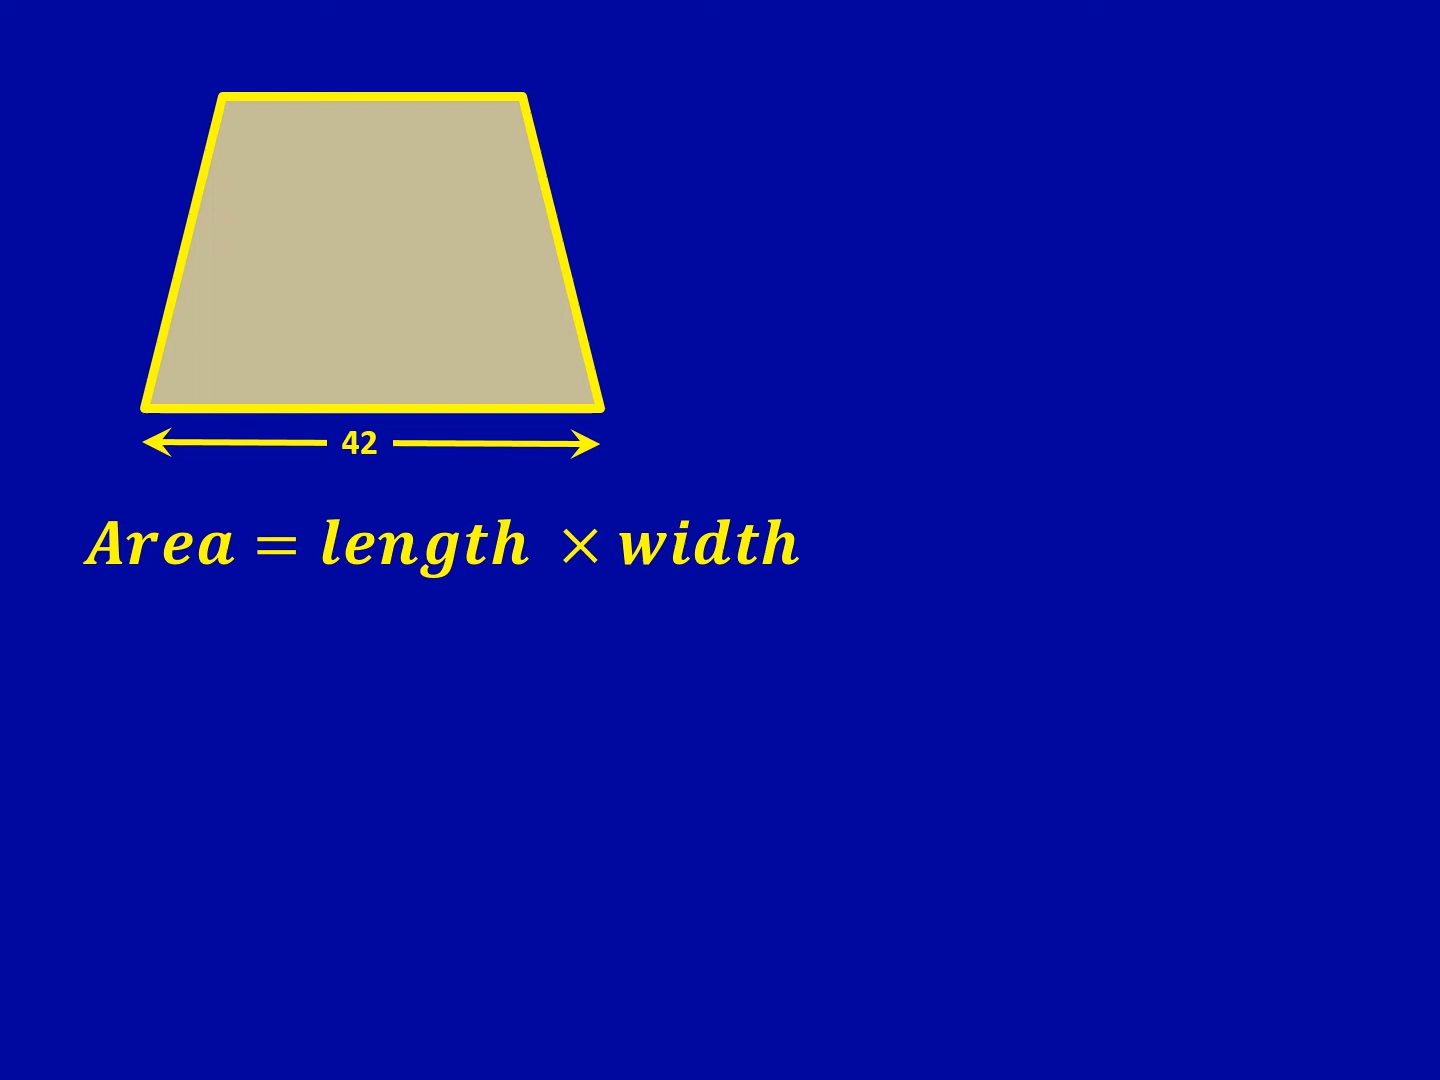 42
Area = length × width